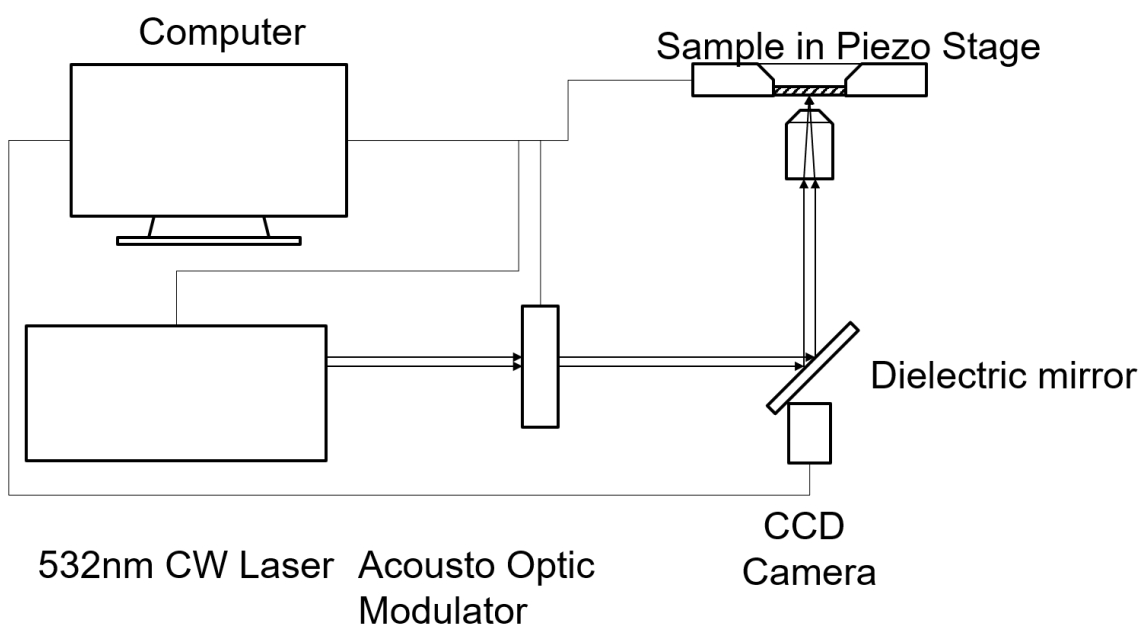 Computer
Sample in Piezo Stage
Dielectric mirror
CCD
Camera
532nm CW Laser
Acousto Optic
Modulator